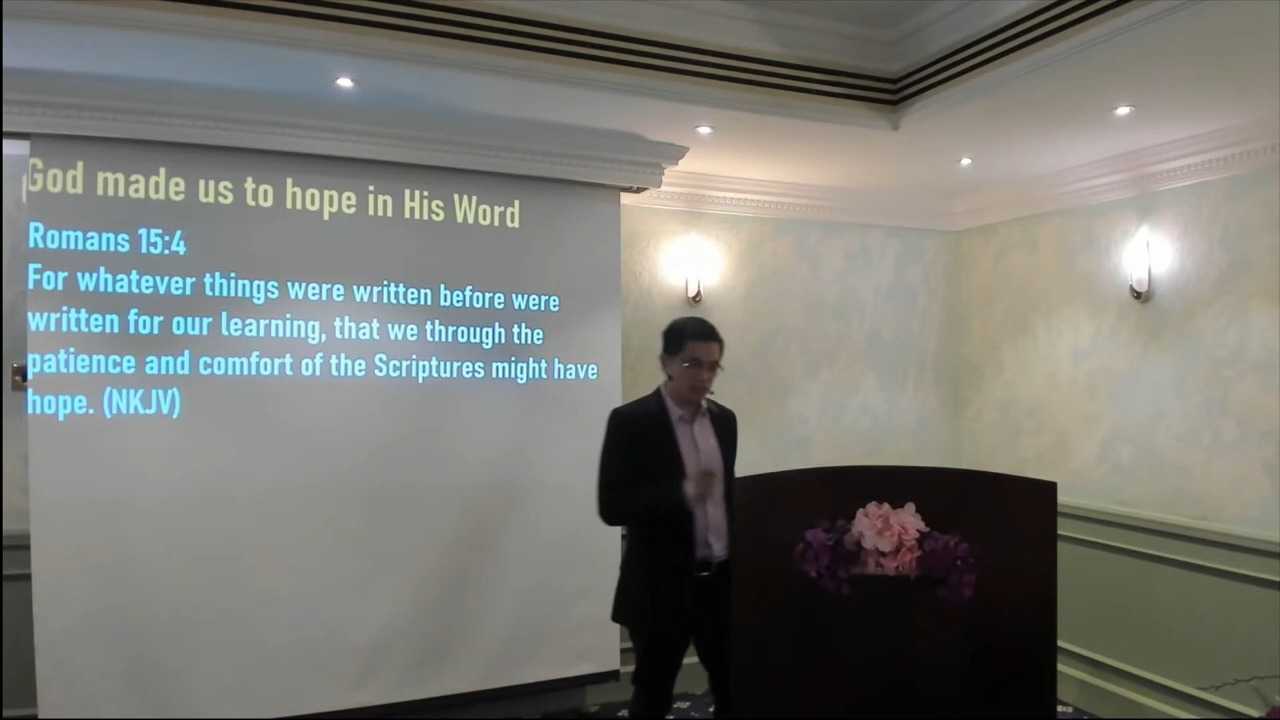 God made us to hope in His Word
Romans 15:4
For whatever things were written before were
written for our learning, that we through the
patience and comfort of the Scriptures might have
hope. (NKJV)